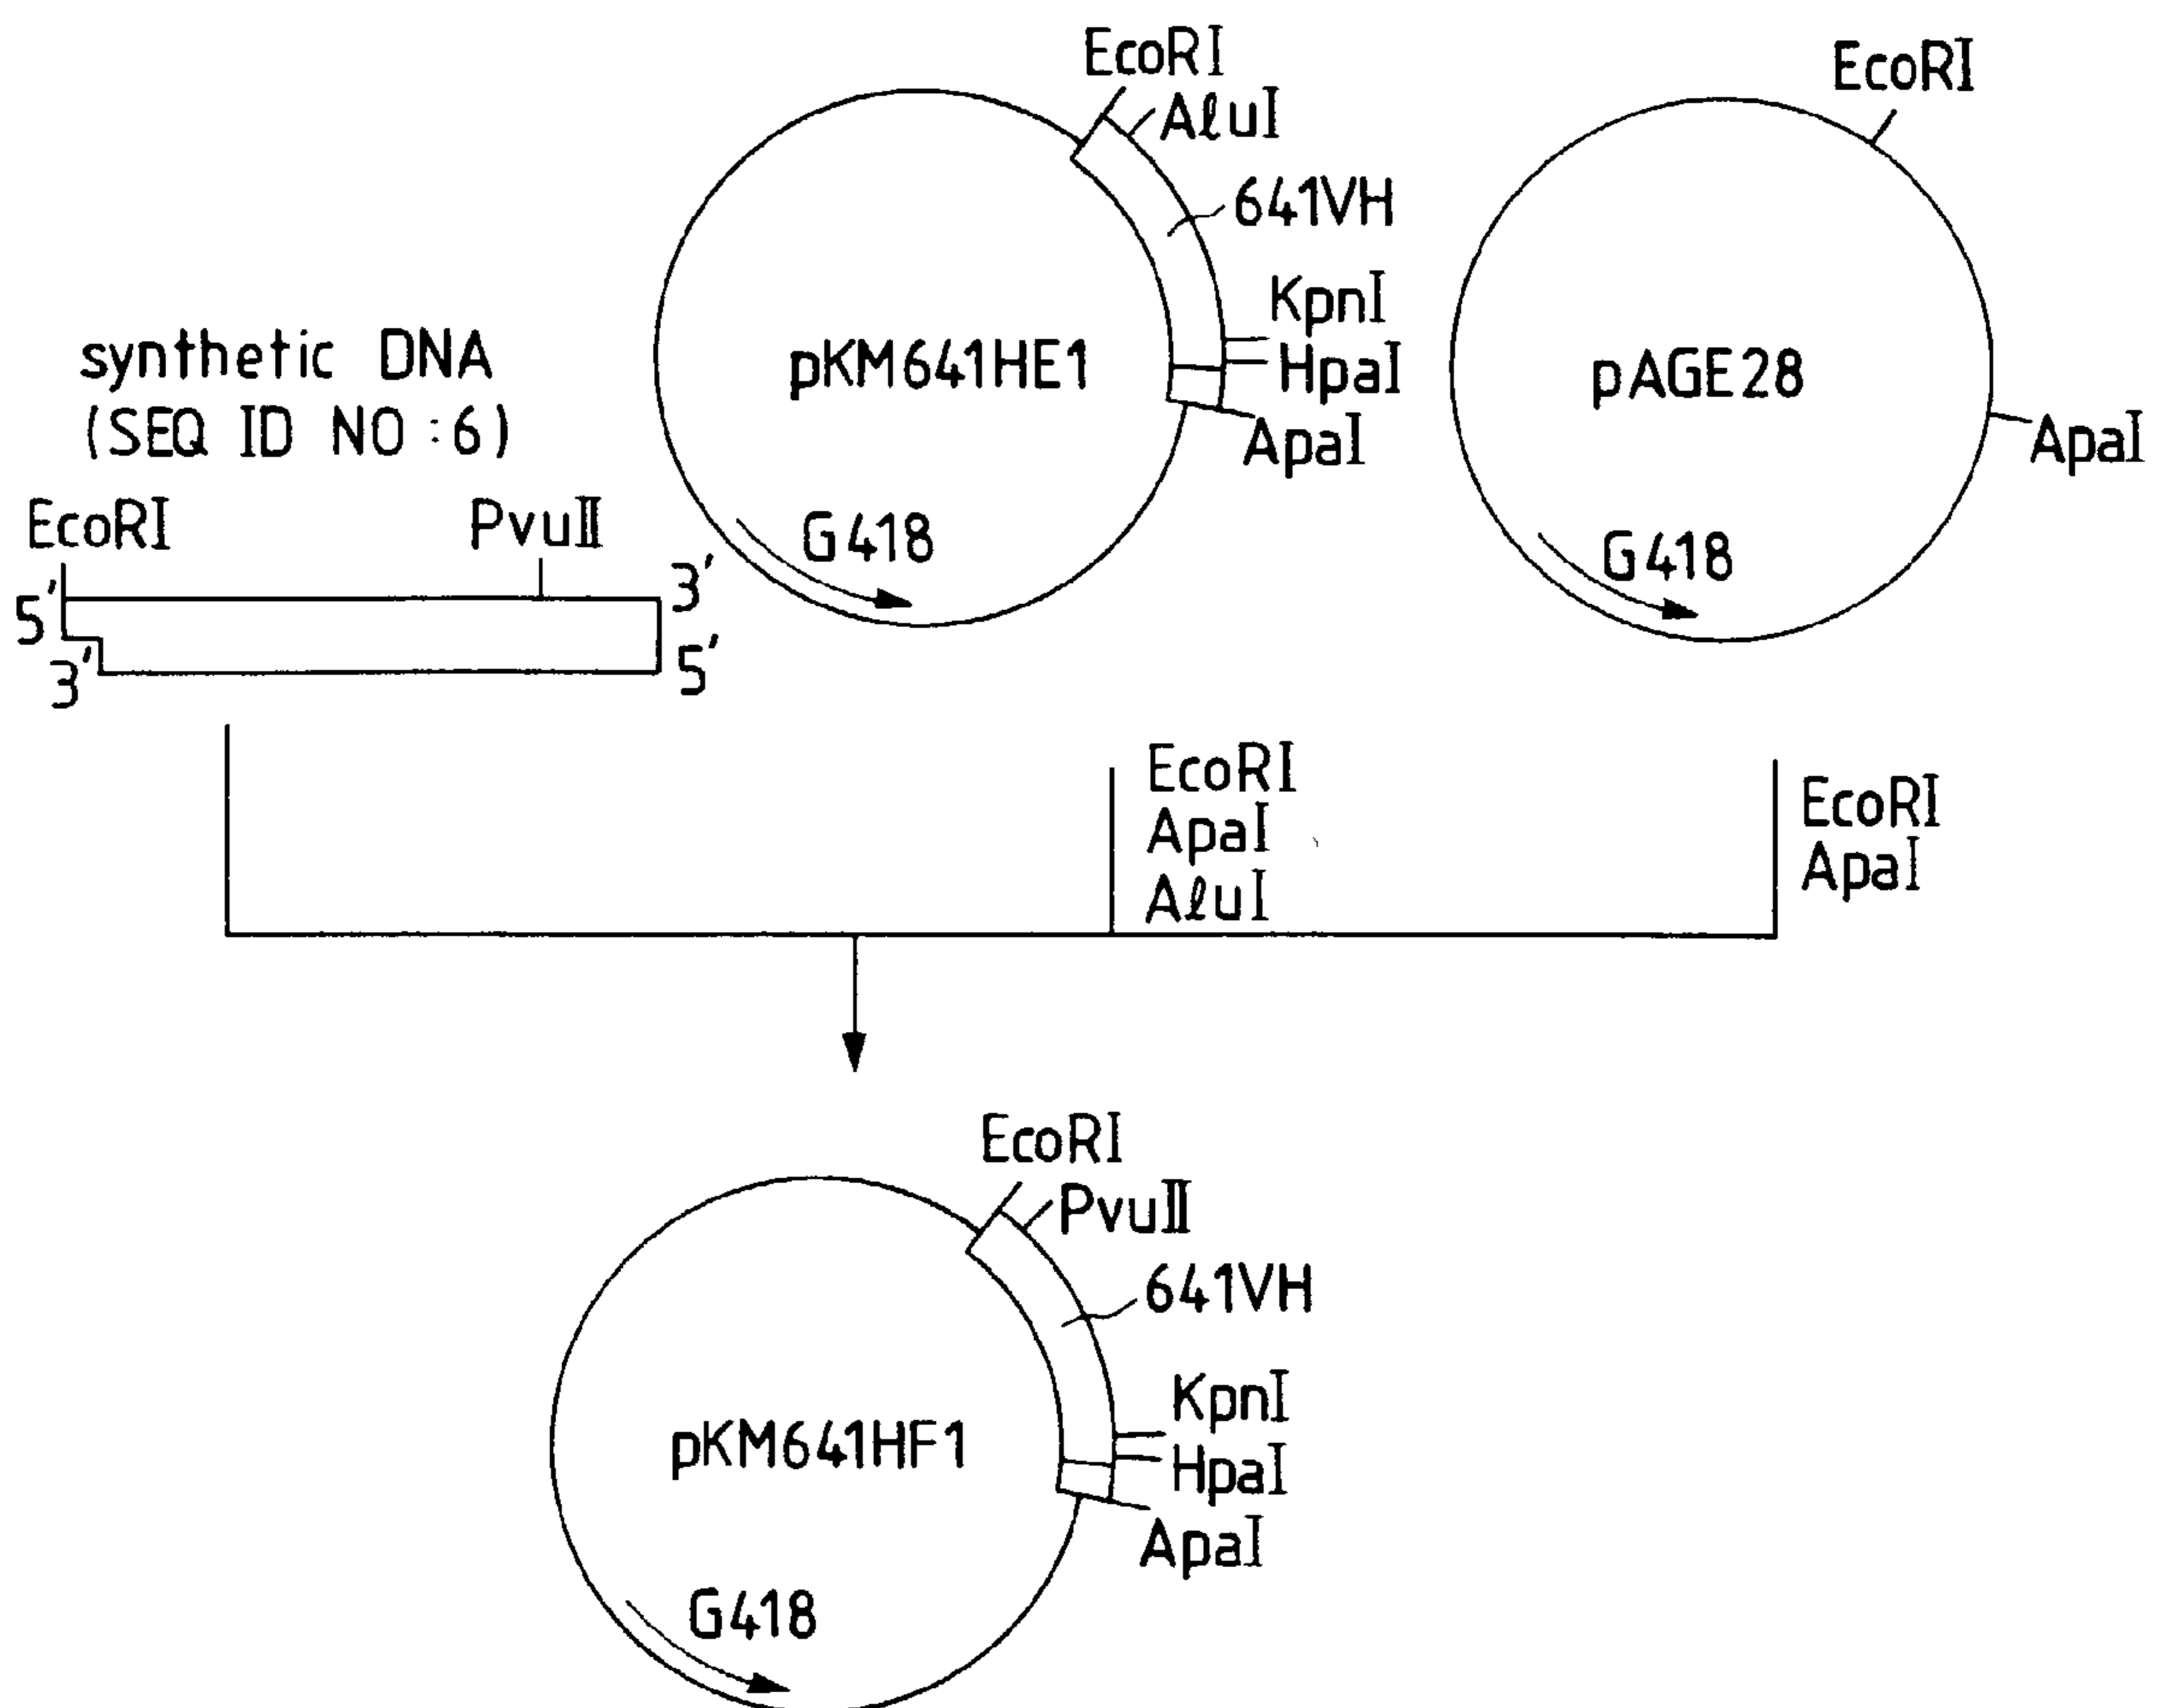 EcoRI
AluI
641VH
KpnI
HpaI
ApaI
pKM641HE1
G418
EcoRI
pAGE28
ApaI
G418
synthetic DNA
(SEQ ID NO:6)
EcoRI
PvuII
5'
3'
3'
5'
EcoRI
ApaI
AluI
EcoRI
ApaI
EcoRI
PvuII
641VH
KpnI
HpaI
ApaI
pKM641HF1
G418